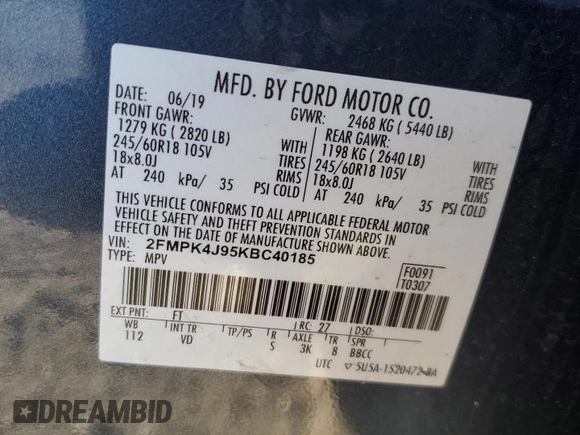 MFD. BY FORD MOTOR CO.
DATE: 06/19 GVWR: 2468 KG ( 5440 LB)
FRONT GAWR: REAR GAWR:
1279 KG ( 2820 LB) WITH 1198 KG ( 2640 LB) WITH
245/60R18 105V TIRES 245/60R18 105V TIRES
18x8.0J RIMS 18x8.0J RIMS
AT 240 kPa/ 35 PSI COLD AT 240 kPa/ 35 PSI COLD
THIS VEHICLE CONFORMS TO ALL APPLICABLE FEDERAL MOTOR
VEHICLE SAFETY AND THEFT PREVENTION STANDARDS IN
EFFECT ON THE DATE OF MANUFACTURE SHOWN ABOVE.
VIN: 2FMPK4J95KBC40185
TYPE: MPV
F0091
T0307
EXT PNT: FT RC: 27 DSO:
WB INT TR TP/PS R AXLE TR SPR
112 VD S 3K 8 BBCC
UTC ▽ 5U5A-1520472-BA
DREAMBID